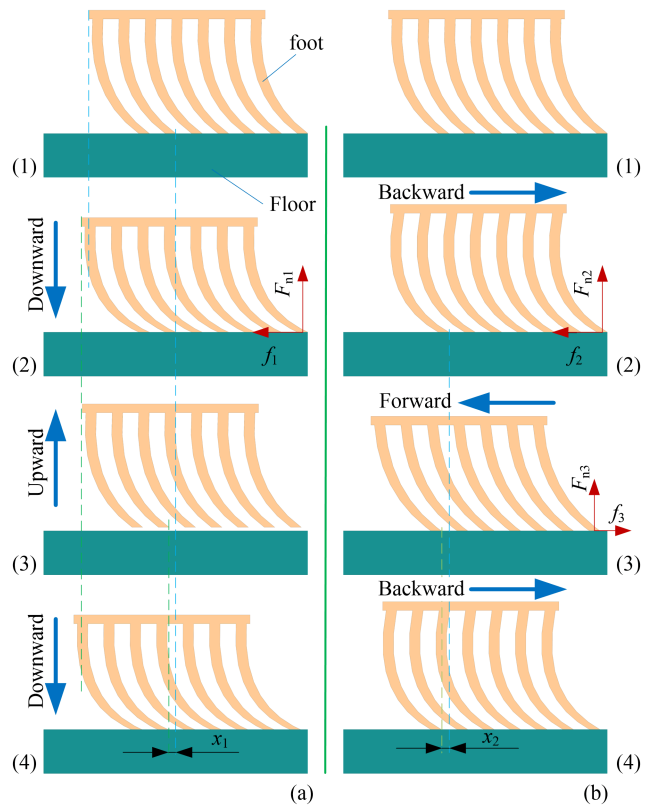 foot
(1)
Floor
Downward
Fn1
f1
(2)
Upward
(3)
Downward
x1
(4)
(a)
(1)
Backward
Fn2
f2
(2)
Forward
Fn3
f3
(3)
Backward
x2
(4)
(b)